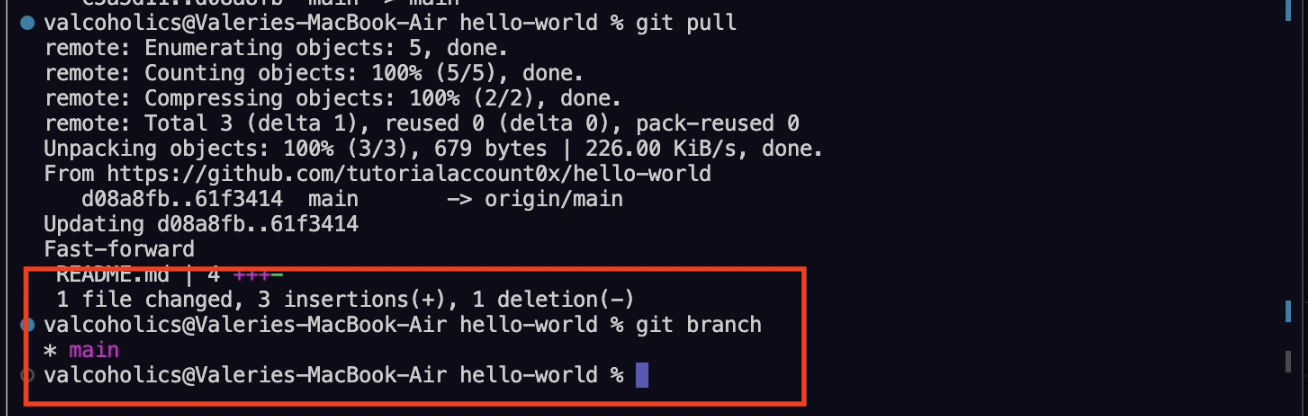 c5a5d11..d08a8fb  main -> main
valcoholics@Valeries-MacBook-Air hello-world % git pull
remote: Enumerating objects: 5, done.
remote: Counting objects: 100% (5/5), done.
remote: Compressing objects: 100% (2/2), done.
remote: Total 3 (delta 1), reused 0 (delta 0), pack-reused 0
Unpacking objects: 100% (3/3), 679 bytes | 226.00 KiB/s, done.
From https://github.com/tutorialaccount0x/hello-world
   d08a8fb..61f3414  main       -> origin/main
Updating d08a8fb..61f3414
Fast-forward
 README.md | 4 +++-
 1 file changed, 3 insertions(+), 1 deletion(-)
valcoholics@Valeries-MacBook-Air hello-world % git branch
* main
valcoholics@Valeries-MacBook-Air hello-world %